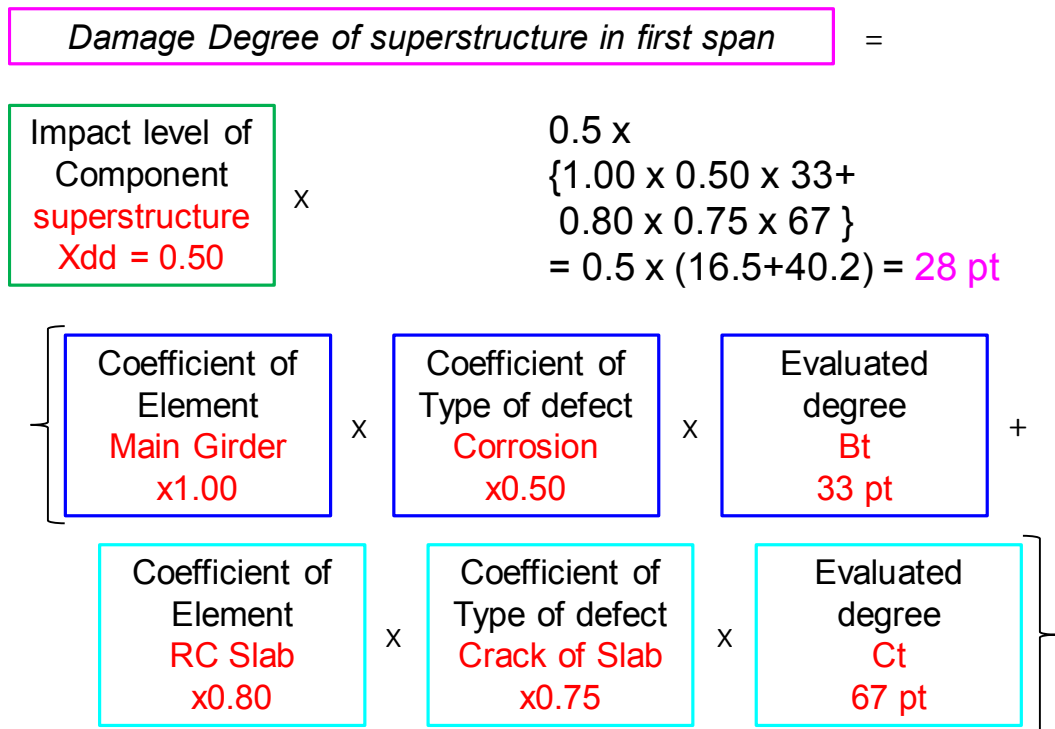 Damage Degree of superstructure in first span =
Impact level of
Component
superstructure
Xdd = 0.50
x
0.5 x
{1.00 x 0.50 x 33+
0.80 x 0.75 x 67 }
= 0.5 x (16.5+40.2) = 28 pt
Coefficient of
Element
Main Girder
x1.00
x
Coefficient of
Type of defect
Corrosion
x0.50
x
Evaluated
degree
Bt
33 pt
+
Coefficient of
Element
RC Slab
x0.80
x
Coefficient of
Type of defect
Crack of Slab
x0.75
x
Evaluated
degree
Ct
67 pt